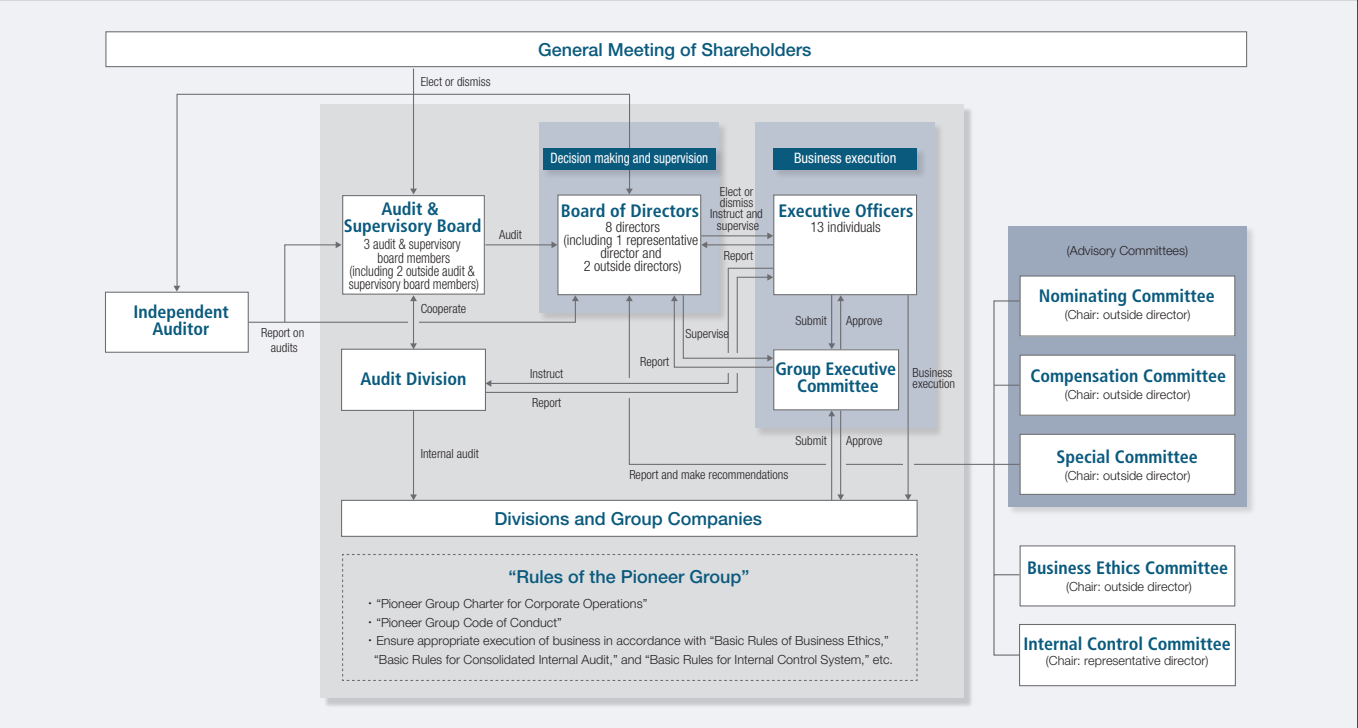 General Meeting of Shareholders
Elect or dismiss
Decision making and supervision
Business execution
Audit &
Supervisory Board
3 audit & supervisory
board members
(including 2 outside audit &
supervisory board members)
Audit
Board of Directors
8 directors
(including 1 representative
director and
2 outside directors)
Elect or
dismiss
Instruct and
supervise
Report
Executive Officers
13 individuals
(Advisory Committees)
Nominating Committee
(Chair: outside director)
Independent
Auditor
Report on
audits
Cooperate
Supervise
Submit
Approve
Audit Division
Instruct
Report
Report
Group Executive
Committee
Business
execution
Compensation Committee
(Chair: outside director)
Internal audit
Submit
Approve
Report and make recommendations
Special Committee
(Chair: outside director)
Divisions and Group Companies
“Rules of the Pioneer Group”
・“Pioneer Group Charter for Corporate Operations”
・“Pioneer Group Code of Conduct”
・Ensure appropriate execution of business in accordance with “Basic Rules of Business Ethics,”
“Basic Rules for Consolidated Internal Audit,” and “Basic Rules for Internal Control System,” etc.
Business Ethics Committee
(Chair: outside director)
Internal Control Committee
(Chair: representative director)